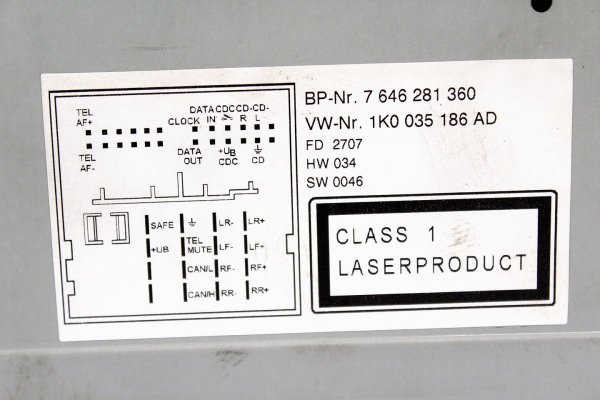 BP-Nr. 7 646 281 360
VW-Nr. 1K0 035 186 AD
FD 2707
HW 034
SW 0046
CLASS 1
LASERPRODUCT
TEL
AF+
DATA CDC CD- CD-
CLOCK IN R L
TEL
AF-
DATA +UB CD
OUT CDC
SAFE LR- LR+
+UB TEL MUTE LF- LF+
CAN/L RF- RF+
CAN/H RR- RR+